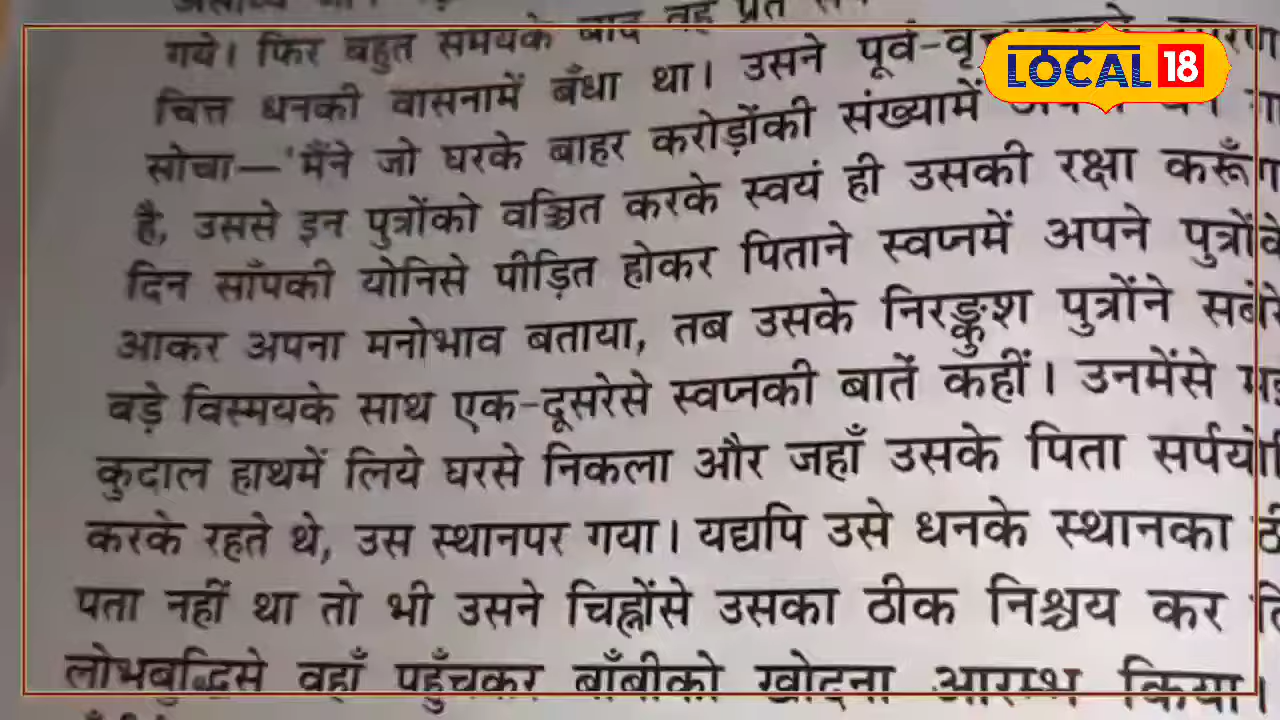 गये। फिर बहुत समयके बाद वह प्रेत
चित्त धनकी वासनामें बँधा था। उसने पूर्व-
LOCAL 18
सोचा—'मैंने जो घरके बाहर करोड़ोंकी संख्यामें
है, उससे इन पुत्रोंको वञ्चित करके स्वयं ही उसकी रक्षा करूँगा
दिन साँपकी योनिसे पीड़ित होकर पिताने स्वप्नमें अपने पुत्रोंके
आकर अपना मनोभाव बताया, तब उसके निरङ्कुश पुत्रोंने सबेरे
बड़े विस्मयके साथ एक-दूसरेसे स्वप्नकी बातें कहीं। उनमेंसे
कुदाल हाथमें लिये घरसे निकला और जहाँ उसके पिता
करके रहते थे, उस स्थानपर गया। यद्यपि उसे धनके स्थानका
पता नहीं था तो भी उसने चिह्नोंसे उसका ठीक निश्चय कर
लोभबुद्धिसे वहाँ पहुँचकर बाँबीको खोदना आरम्भ किया।